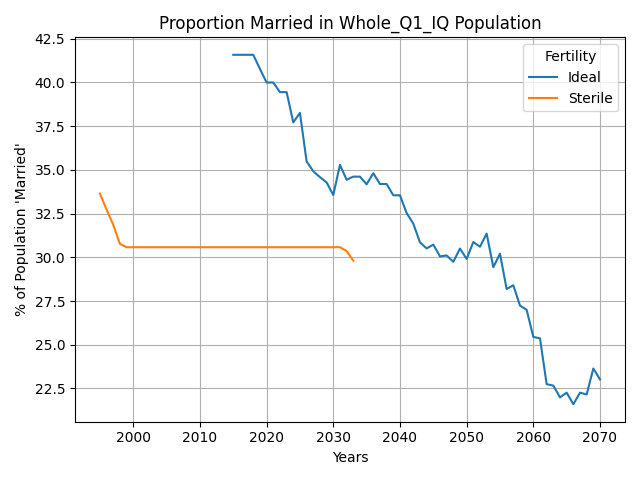 Proportion Married in Whole_Q1_IQ Population
% of Population 'Married'
42.5
40.0
37.5
35.0
32.5
30.0
27.5
25.0
22.5
Fertility
Ideal
Sterile
2000 2010 2020 2030 2040 2050 2060 2070
Years